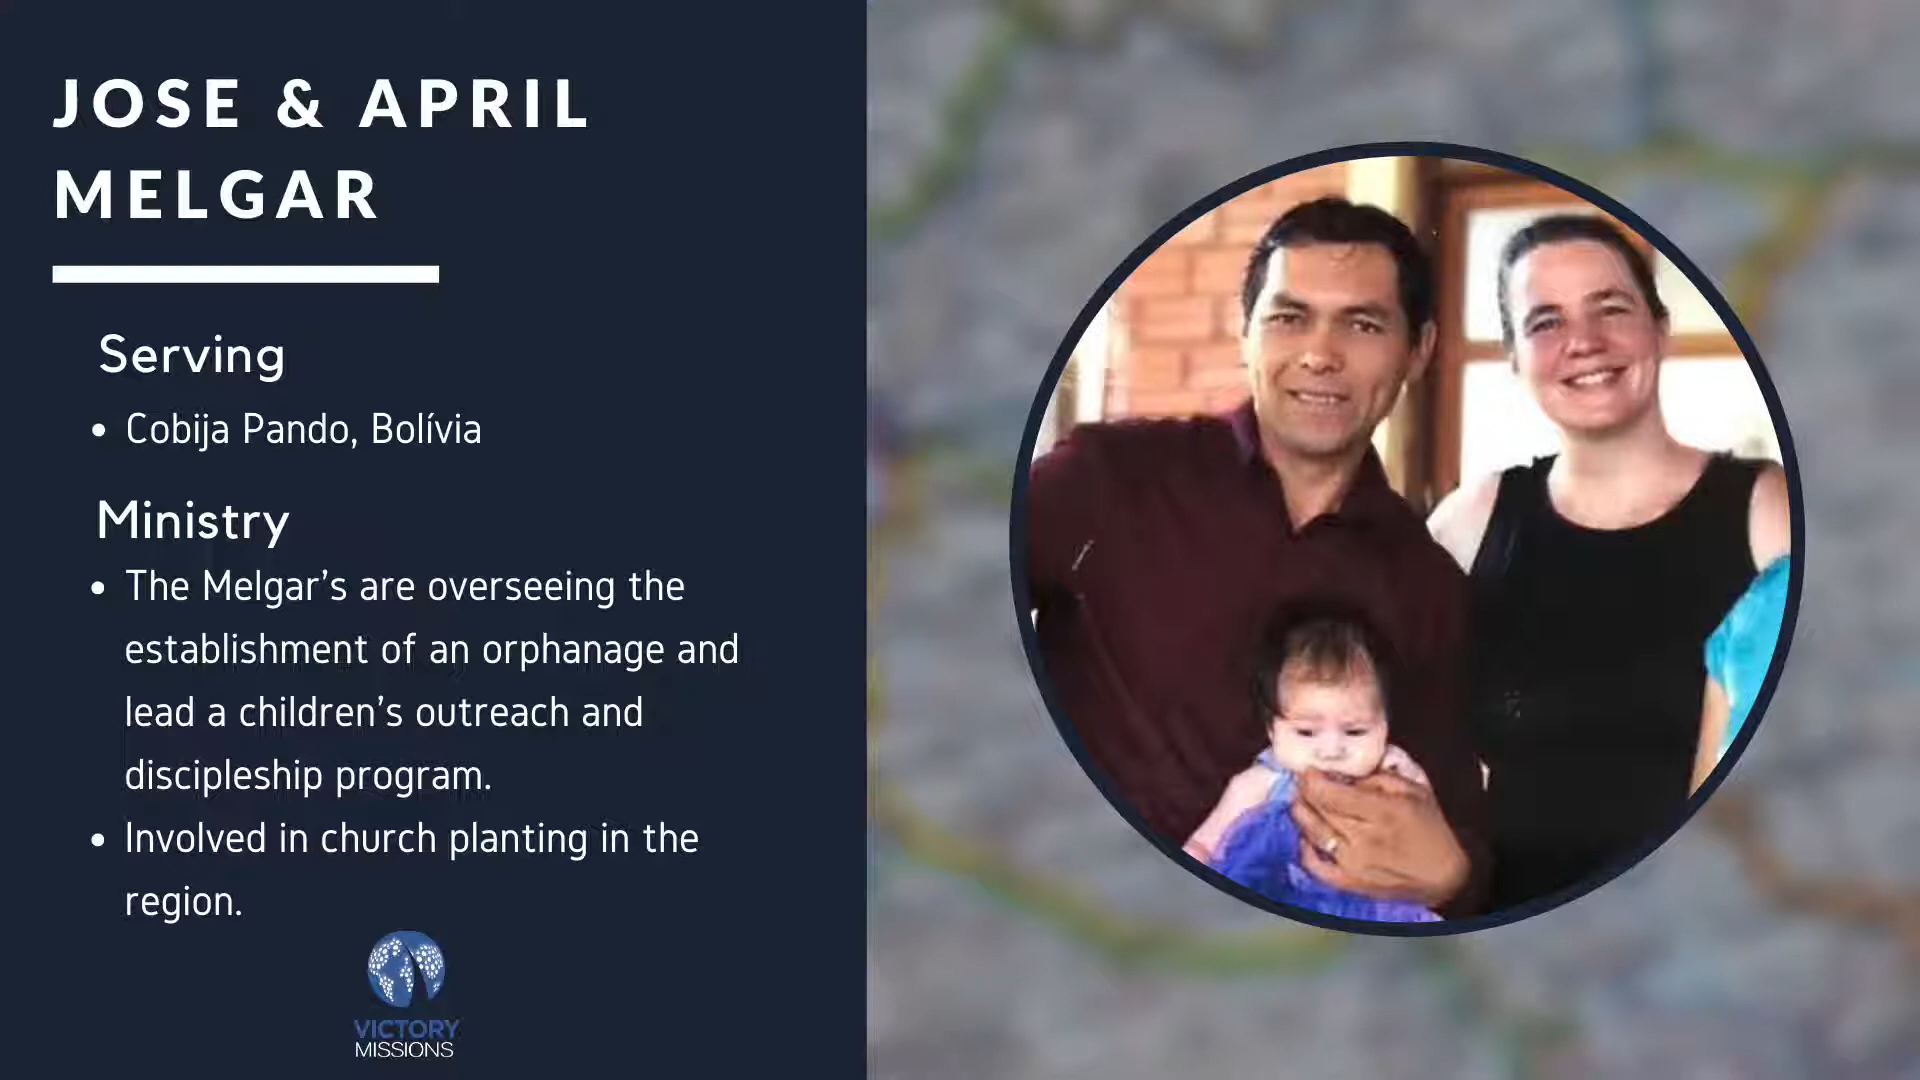 JOSE & APRIL
MELGAR
Serving
• Cobija Pando, Bolívia
Ministry
• The Melgar’s are overseeing the
establishment of an orphanage and
lead a children’s outreach and
discipleship program.
• Involved in church planting in the
region.
VICTORY
MISSIONS